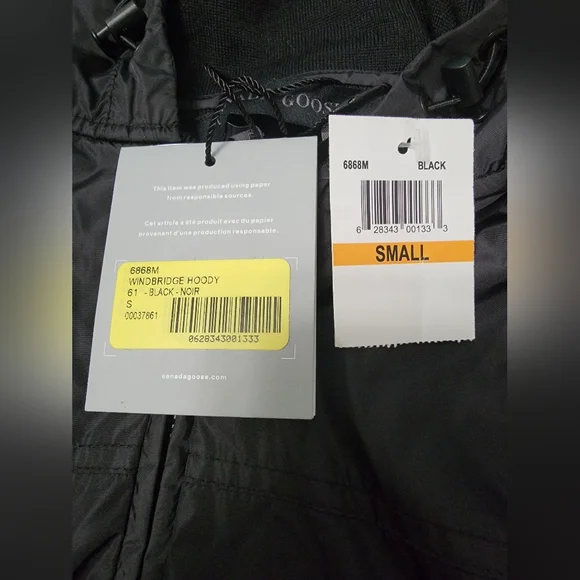 GOOSE
This item was produced using paper
from responsible sources.
Cet article a été produit avec du papier
provenant d'une production responsable.
6868M
WINDBRIDGE HOODY
61 - BLACK - NOIR
S
00037661
0628343001333
canadagoose.com
6868M BLACK
6 28343 00133 3
SMALL